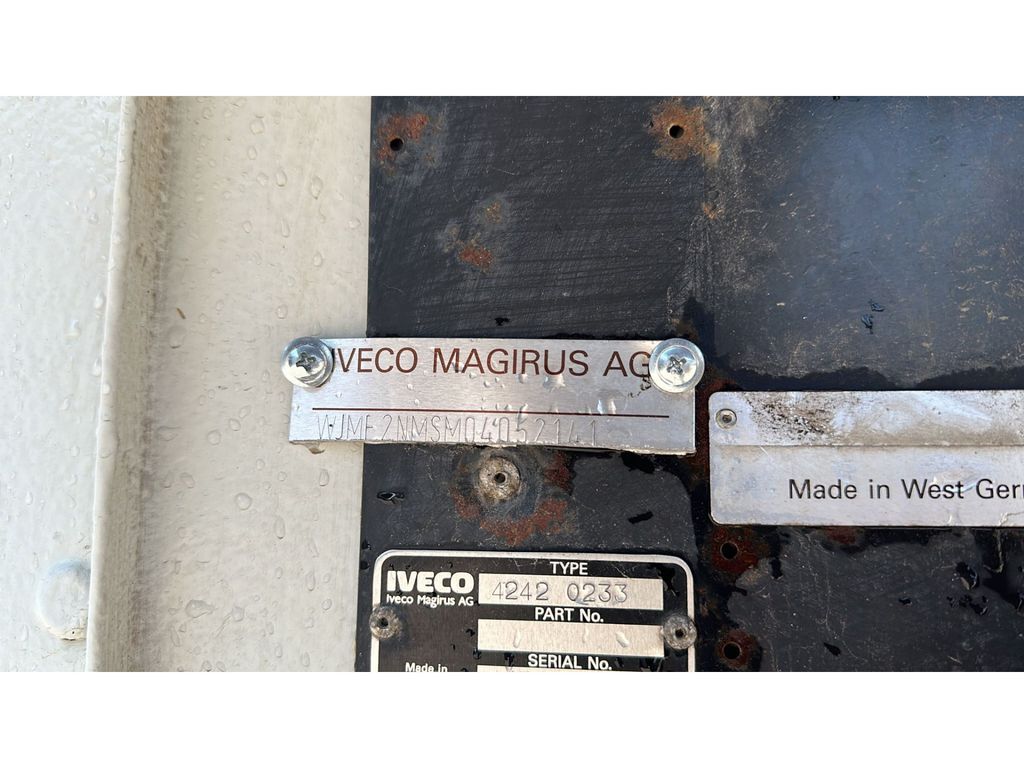 IVECO MAGIRUS AG
WJME2NMSM04052141
Made in West Ger
IVECO
Iveco Magirus AG
TYPE
4242 0233
PART No.
SERIAL No.
Made in